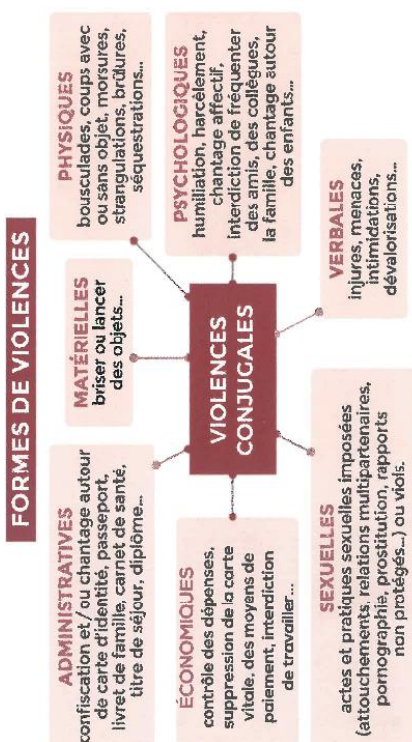 FORMES DE VIOLENCES
ADMINISTRATIVES
confiscation et/ ou chantage autour
de carte d'identité, passeport,
livret de famille, carnet de santé,
titre de séjour, diplôme...
MATÉRIELLES
briser ou lancer
des objets...
PHYSIQUES
bousculades, coups avec
ou sans objet, morsures,
strangulations, brûlures,
séquestrations...
ÉCONOMIQUES
contrôle des dépenses,
suppression de la carte
vitale, des moyens de
paiement, interdiction
de travailler...
VIOLENCES
CONJUGALES
PSYCHOLOGIQUES
humiliation, harcèlement,
chantage affectif,
interdiction de fréquenter
des amis, des collègues,
la famille, chantage autour
des enfants...
SEXUELLES
actes et pratiques sexuelles imposées
(attouchements, relations multipartenaires,
pornographie, prostitution, rapports
non protégés...) ou viols.
VERBALES
injures, menaces,
intimidations,
dévalorisations...